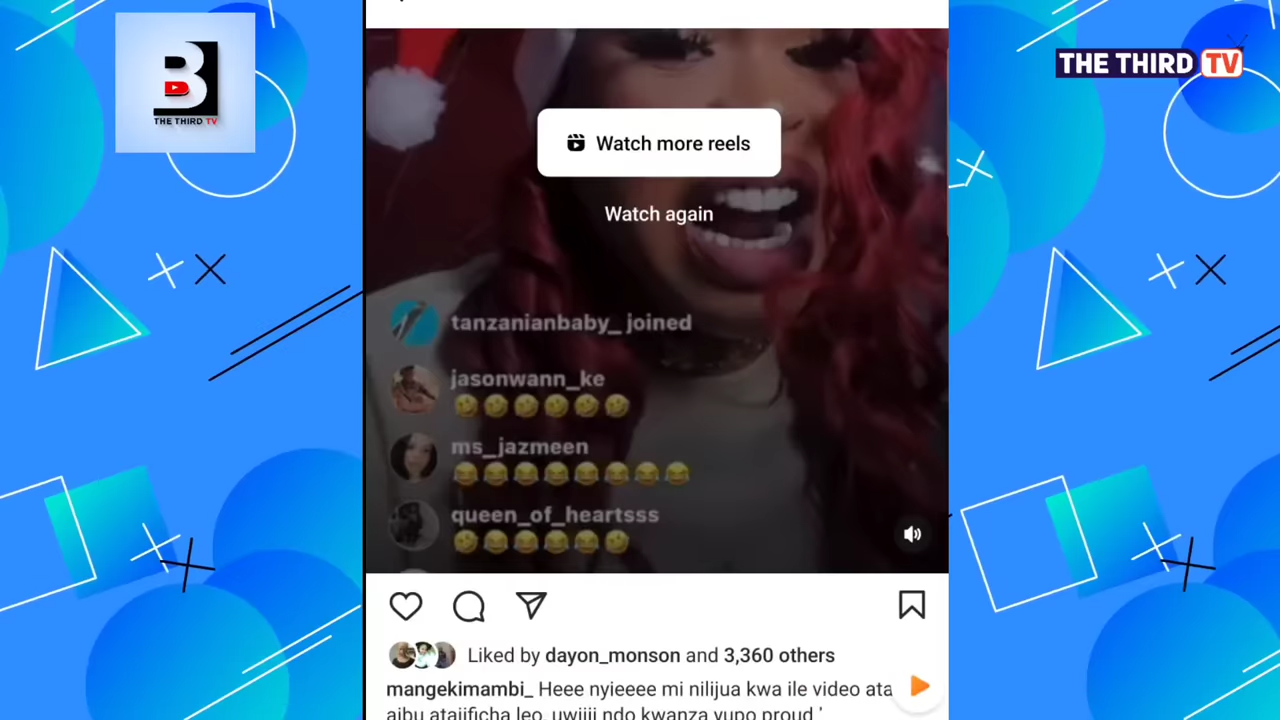 B
THE THIRD TV
THE THIRD TV
Watch more reels
Watch again
tanzanianbaby_ joined
jasonwann_ke
ms_jazmeen
queen_of_heartsss
Liked by dayon_monson and 3,360 others
mangekimambi_ Heee nyieeee mi nilijua kwa ile video ata
aibu atajificha leo, uwiiii ndo kwanza yupo proud '